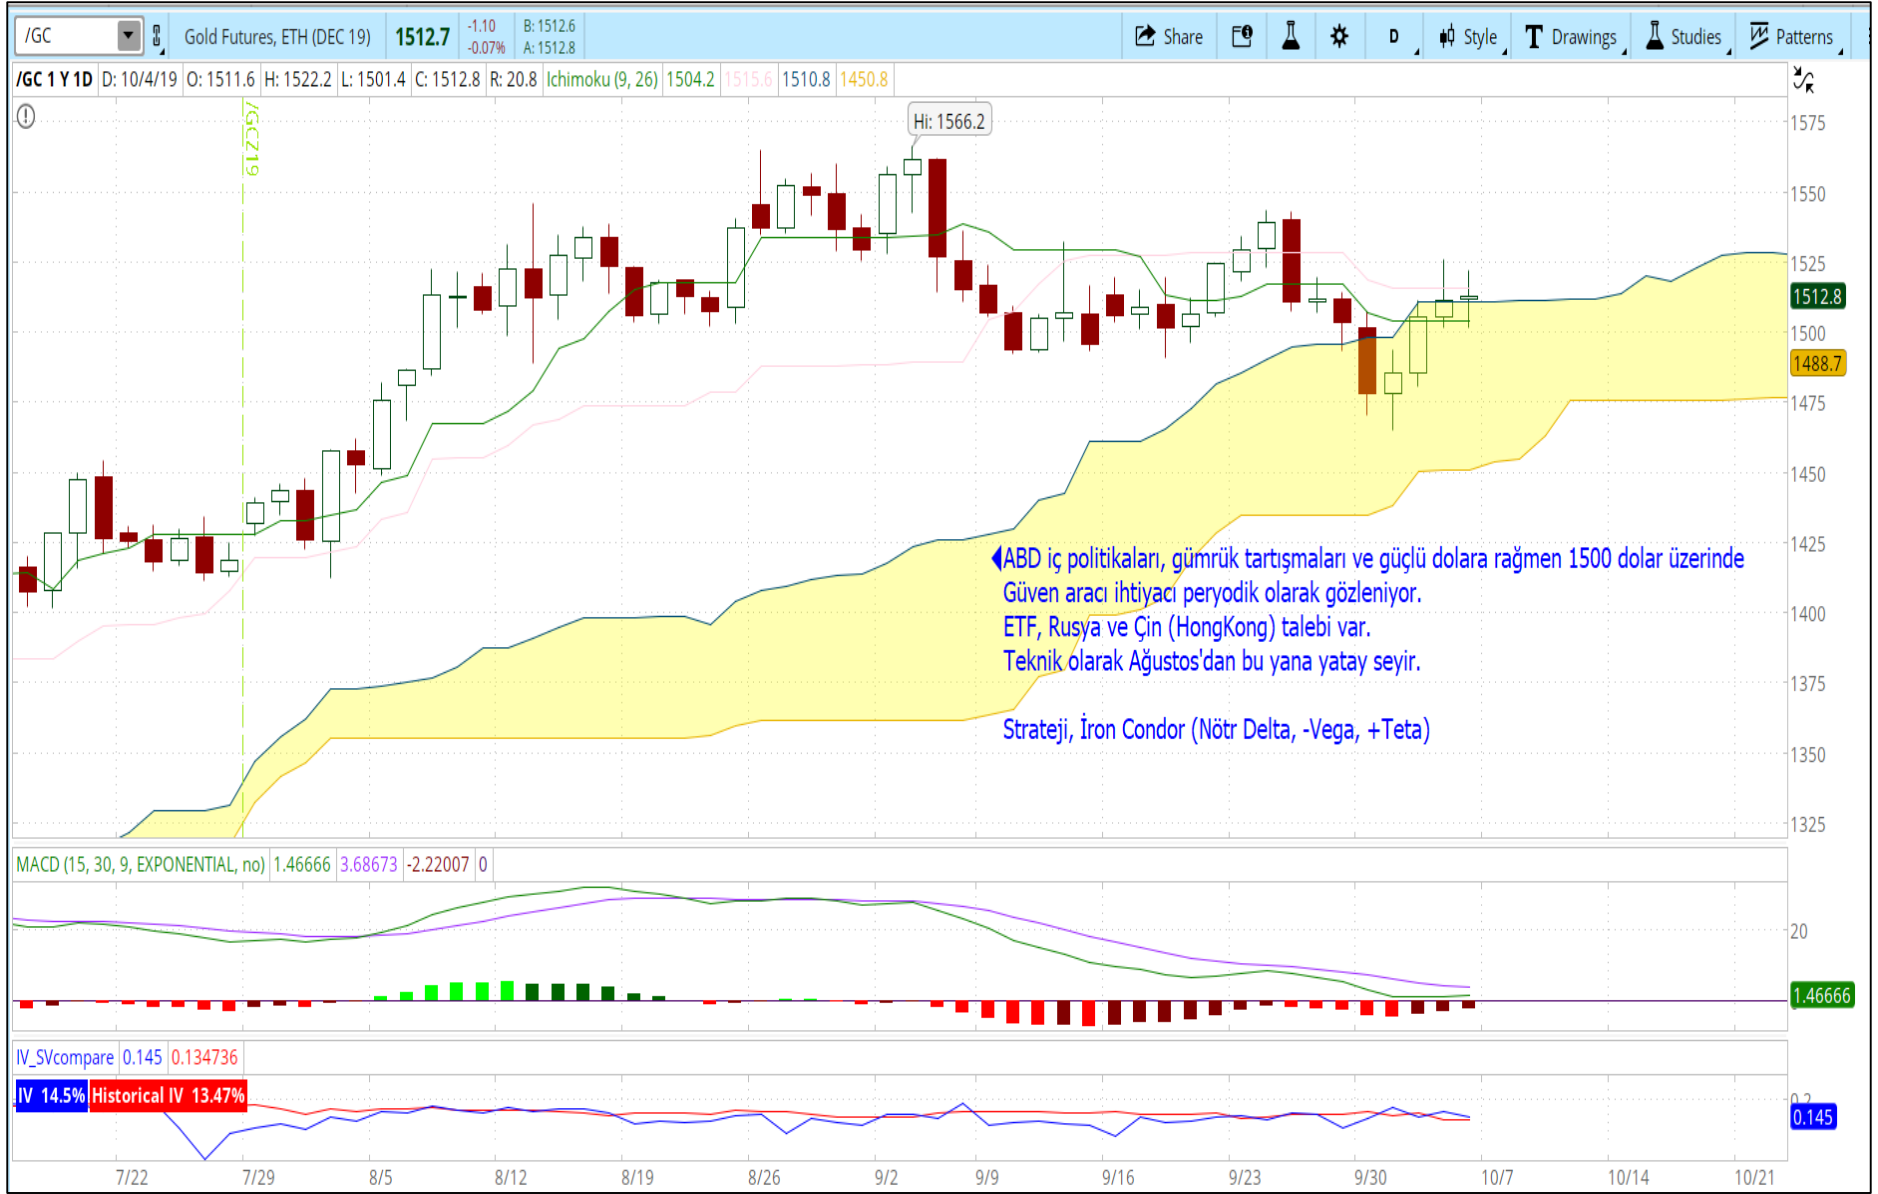 /GC Gold Futures, ETH (DEC 19) 1512.7 -1.10 -0.07% B: 1512.6 A: 1512.8 Share D Style Drawings Studies Patterns
/GC 1 Y 1D D: 10/4/19 O: 1511.6 H: 1522.2 L: 1501.4 C: 1512.8 R: 20.8 Ichimoku (9, 26) 1504.2 1515.6 1510.8 1450.8
/GCZ19
Hi: 1566.2
1575
1550
1525
1512.8
1500
1488.7
1475
1450
1425
1400
1375
1350
1325
ABD iç politikaları, gümrük tartışmaları ve güçlü dolara rağmen 1500 dolar üzerinde
Güven aracı ihtiyacı peryodik olarak gözleniyor.
ETF, Rusya ve Çin (HongKong) talebi var.
Teknik olarak Ağustos'dan bu yana yatay seyir.
Strateji, İron Condor (Nötr Delta, -Vega, +Teta)
MACD (15, 30, 9, EXPONENTIAL, no) 1.46666 3.68673 -2.22007 0
20
1.46666
IV_SVcompare 0.145 0.134736
IV 14.5% Historical IV 13.47%
0.2
0.145
7/22 7/29 8/5 8/12 8/19 8/26 9/2 9/9 9/16 9/23 9/30 10/7 10/14 10/21